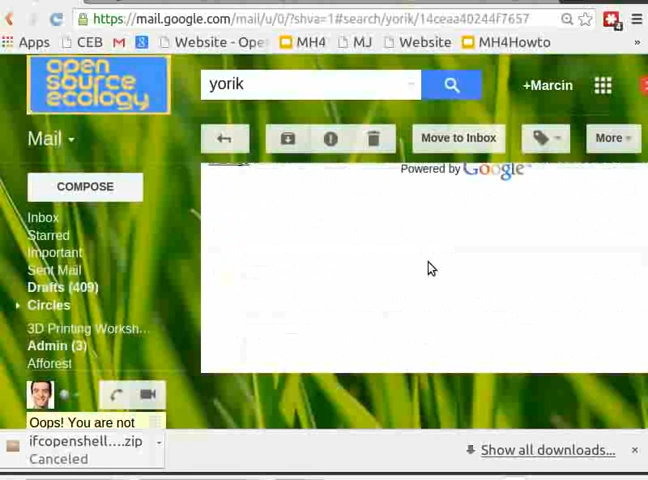 https://mail.google.com/mail/u/0/?shva=1#search/yorik/14ceaa40244f7657
Apps CEB Website - Ope MH4 MJ Website MH4Howto »
open
source
ecology
yorik
+Marcin
Mail
Move to Inbox
More
Powered by Google™
COMPOSE
Inbox
Starred
Important
Sent Mail
Drafts (409)
Circles
3D Printing Worksh...
Admin (3)
Afforest
Oops! You are not
ifcopenshell....zip
Canceled
Show all downloads...